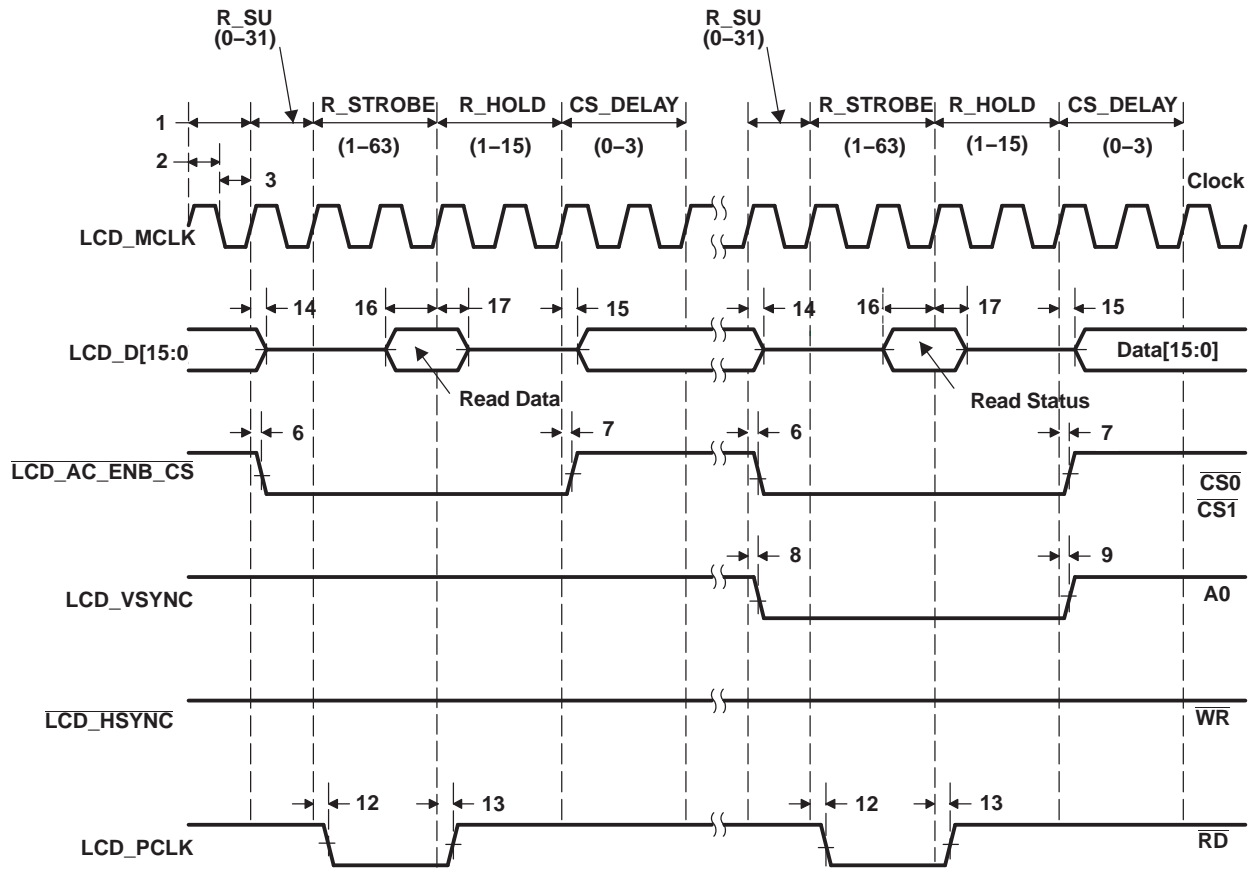 R_SU
(0–31)
R_SU
(0–31)
R_STROBE R_HOLD CS_DELAY R_STROBE R_HOLD CS_DELAY
1
(1–63) (1–15) (0–3) (1–63) (1–15) (0–3)
2
3
Clock
LCD_MCLK
14 16 17 15 14 16 17 15
LCD_D[15:0
Data[15:0]
Read Data
Read Status
6 7 6 7
LCD_AC_ENB_CS
CS0
CS1
8 9
LCD_VSYNC
A0
LCD_HSYNC
WR
12 13 12 13
LCD_PCLK
RD